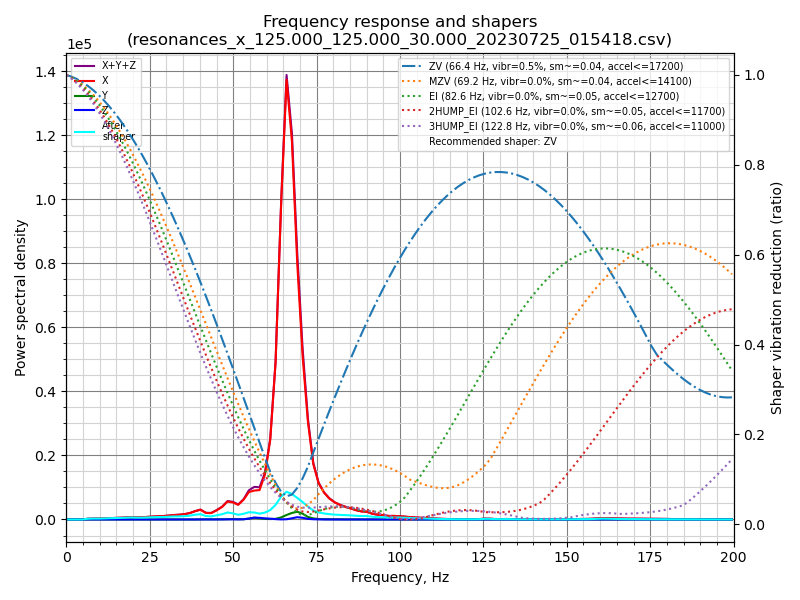 Frequency response and shapers
(resonances_x_125.000_125.000_30.000_20230725_015418.csv)
1e5
X+Y+Z
X
Y
Z
After
shaper
ZV (66.4 Hz, vibr=0.5%, sm~=0.04, accel<=17200)
MZV (69.2 Hz, vibr=0.0%, sm~=0.04, accel<=14100)
EI (82.6 Hz, vibr=0.0%, sm~=0.05, accel<=12700)
2HUMP_EI (102.6 Hz, vibr=0.0%, sm~=0.05, accel<=11700)
3HUMP_EI (122.8 Hz, vibr=0.0%, sm~=0.06, accel<=11000)
Recommended shaper: ZV
Power spectral density
1.4
1.2
1.0
0.8
0.6
0.4
0.2
0.0
1.0
0.8
0.6
0.4
0.2
0.0
Shaper vibration reduction (ratio)
0 25 50 75 100 125 150 175 200
Frequency, Hz